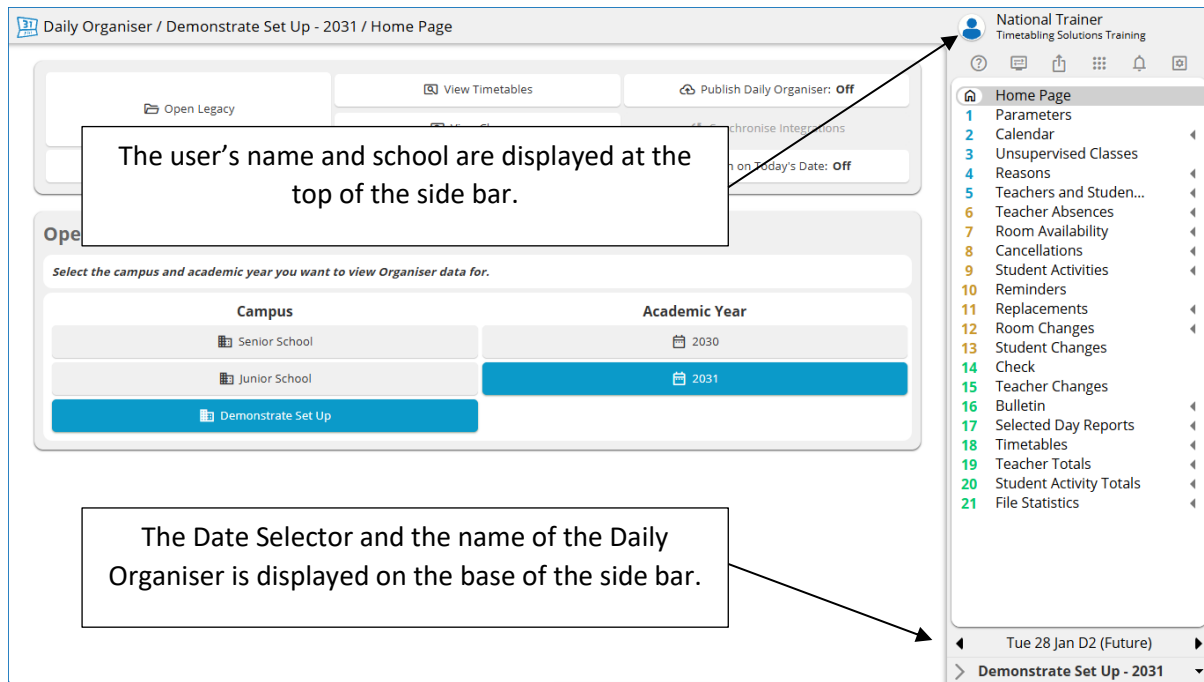 Daily Organiser / Demonstrate Set Up - 2031 / Home Page
National Trainer
Timetabling Solutions Training
Open Legacy
View Timetables
Publish Daily Organiser: Off
Integrations
on Today's Date: Off
The user's name and school are displayed at the
top of the side bar.
Select the campus and academic year you want to view Organiser data for.
Campus
Academic Year
Senior School
2030
Junior School
2031
Demonstrate Set Up
The Date Selector and the name of the Daily
Organiser is displayed on the base of the side bar.
Home Page
1 Parameters
2 Calendar
3 Unsupervised Classes
4 Reasons
5 Teachers and Studen...
6 Teacher Absences
7 Room Availability
8 Cancellations
9 Student Activities
10 Reminders
11 Replacements
12 Room Changes
13 Student Changes
14 Check
15 Teacher Changes
16 Bulletin
17 Selected Day Reports
18 Timetables
19 Teacher Totals
20 Student Activity Totals
21 File Statistics
Tue 28 Jan D2 (Future)
Demonstrate Set Up - 2031